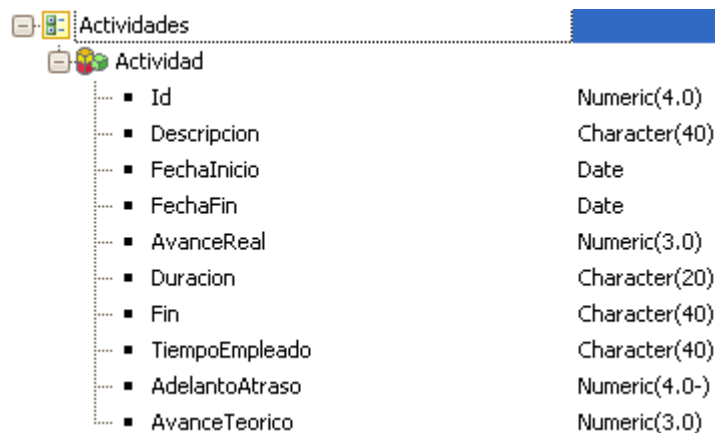 Actividades
Actividad
Id Numeric(4.0)
Descripcion Character(40)
FechaInicio Date
FechaFin Date
AvanceReal Numeric(3.0)
Duracion Character(20)
Fin Character(40)
TiempoEmpleado Character(40)
AdelantoAtraso Numeric(4.0-)
AvanceTeorico Numeric(3.0)